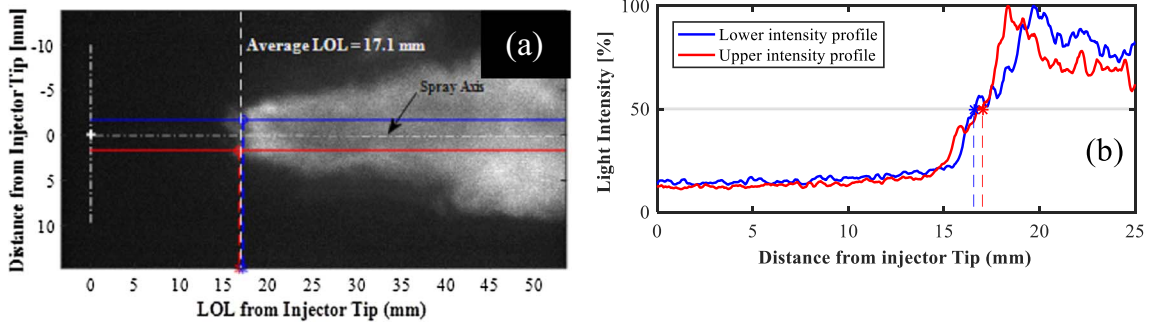 (a)
Average LOL = 17.1 mm
Spray Axis
Distance from Injector Tip [mm]
-10
-5
0
5
10
0 5 10 15 20 25 30 35 40 45 50
LOL from Injector Tip (mm)
Lower intensity profile
Upper intensity profile
(b)
Light Intensity [%]
100
50
0
0 5 10 15 20 25
Distance from injector Tip (mm)